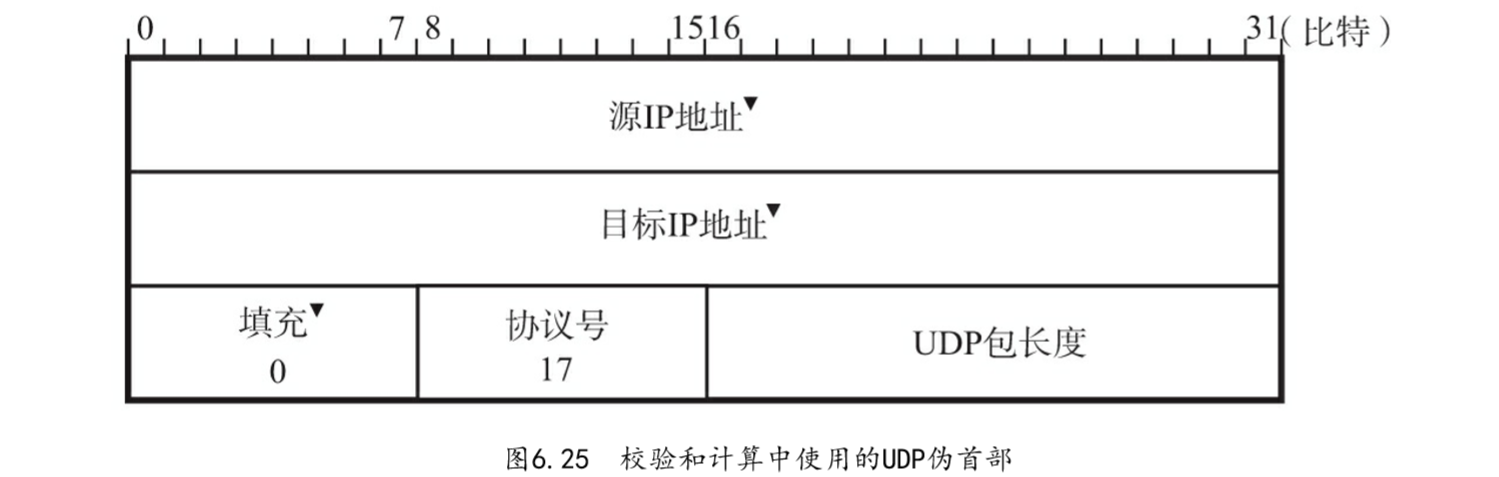 0 7 8 1516 31(比特)
源IP地址▼
目标IP地址▼
填充▼ 协议号 UDP包长度
0 17
图6.25 校验和计算中使用的UDP伪首部